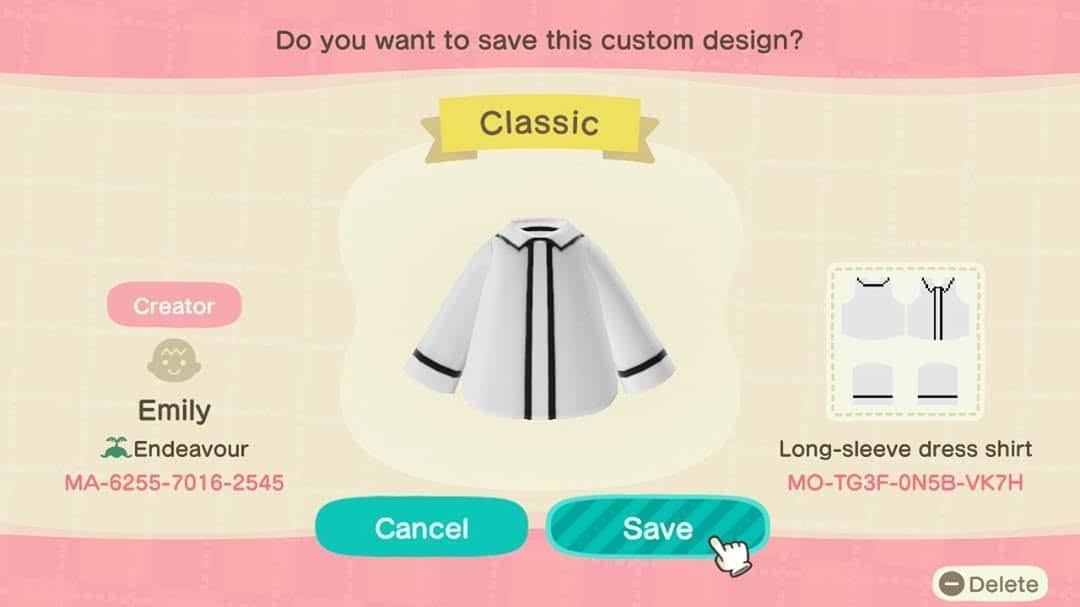 Do you want to save this custom design?
Classic
Creator
Emily
Endeavour
MA-6255-7016-2545
Long-sleeve dress shirt
MO-TG3F-0N5B-VK7H
Cancel
Save
Delete